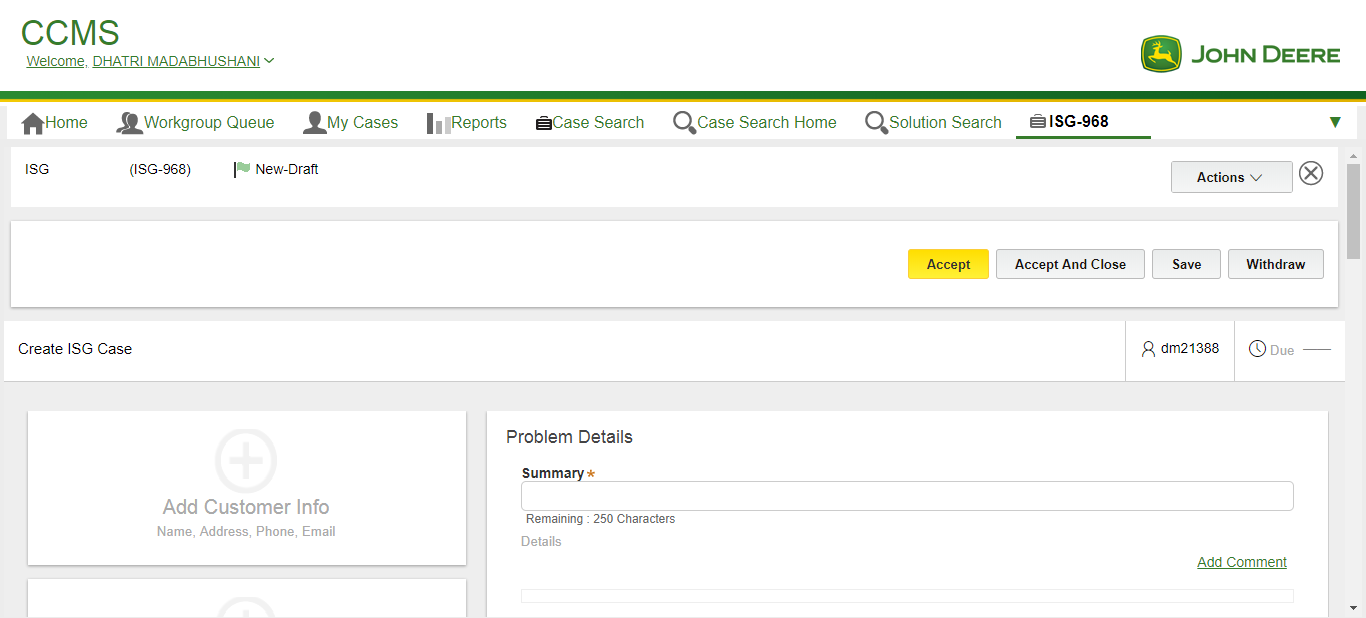 CCMS
Welcome, DHATRI MADABHUSHANI
JOHN DEERE
Home Workgroup Queue My Cases Reports Case Search Case Search Home Solution Search ISG-968
ISG (ISG-968) New-Draft
Actions
Accept Accept And Close Save Withdraw
Create ISG Case
dm21388
Due
Add Customer Info
Name, Address, Phone, Email
Problem Details
Summary*
Remaining : 250 Characters
Details
Add Comment